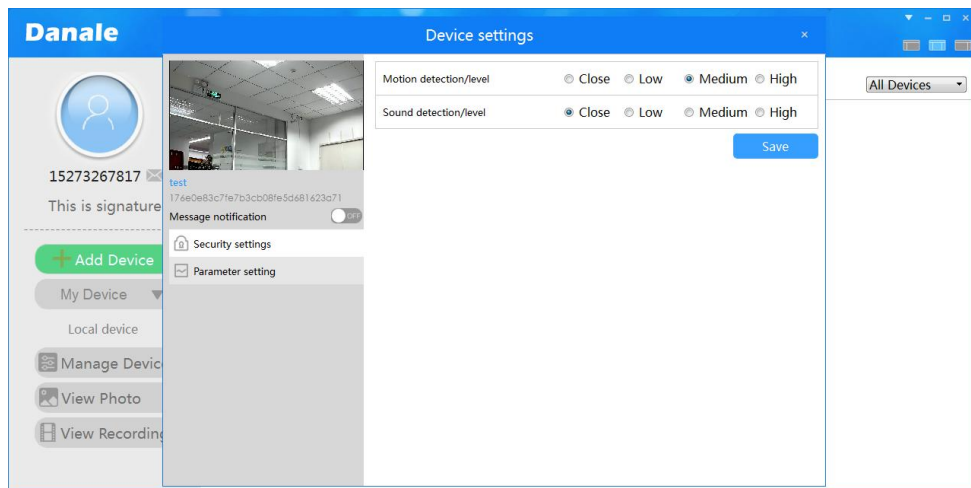 Danale
Device settings
All Devices
15273267817
This is signature
Add Device
My Device
Local device
Manage Devic
View Photo
View Recording
test
176e0e83c7fe7b3cb08fe5d681623a71
Message notification OFF
Security settings
Parameter setting
Motion detection/level Close Low Medium High
Sound detection/level Close Low Medium High
Save